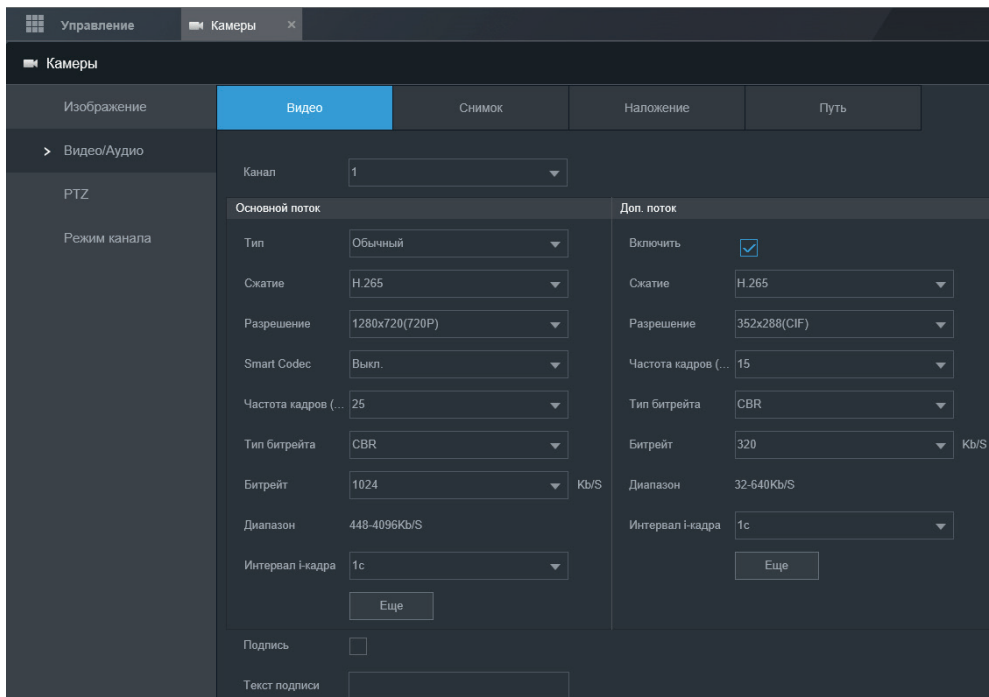 Управление
Камеры ×
Камеры
Изображение
Видео/Аудио
PTZ
Режим канала
Видео Снимок Наложение Путь
Канал 1
Основной поток
Тип Обычный
Сжатие H.265
Разрешение 1280x720(720P)
Smart Codec Выкл.
Частота кадров (... 25
Тип битрейта CBR
Битрейт 1024 Kb/S
Диапазон 448-4096Kb/S
Интервал i-кадра 1с
Еще
Доп. поток
Включить
Сжатие H.265
Разрешение 352x288(CIF)
Частота кадров (... 15
Тип битрейта CBR
Битрейт 320 Kb/S
Диапазон 32-640Kb/S
Интервал i-кадра 1с
Еще
Подпись
Текст подписи